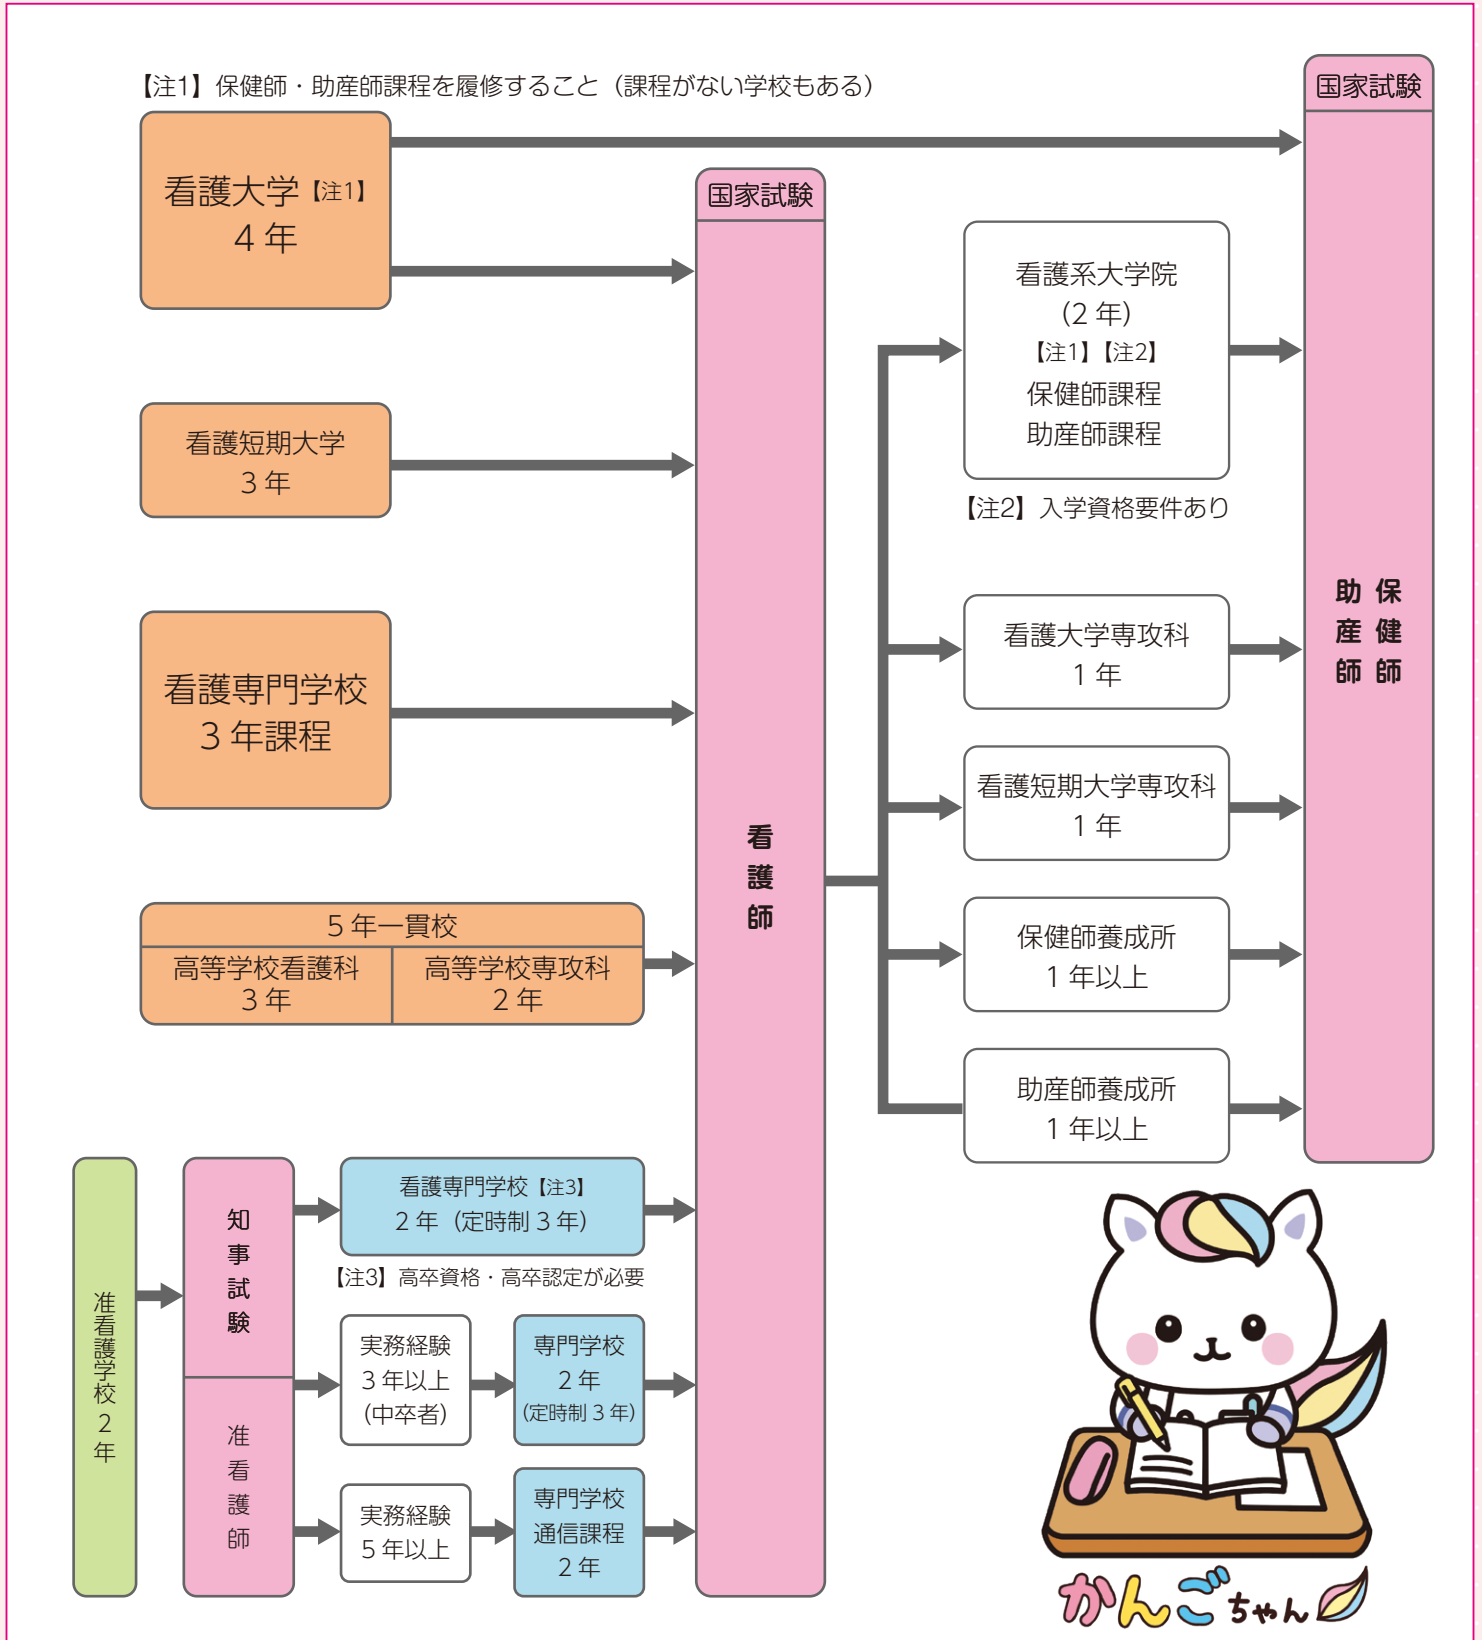 【注1】保健師・助産師課程を履修すること（課程がない学校もある）
看護大学【注1】
4 年
看護短期大学
3 年
看護専門学校
3 年課程
5 年一貫校
高等学校看護科
3 年
高等学校専攻科
2 年
准看護学校 2 年
知事試験
准看護師
看護専門学校【注3】
2 年（定時制 3 年）
【注3】高卒資格・高卒認定が必要
実務経験
3 年以上
(中卒者)
専門学校
2 年
(定時制 3 年)
実務経験
5 年以上
専門学校
通信課程
2 年
国家試験
看護師
看護系大学院
（2 年）
【注1】【注2】
保健師課程
助産師課程
【注2】入学資格要件あり
看護大学専攻科
1 年
看護短期大学専攻科
1 年
保健師養成所
1 年以上
助産師養成所
1 年以上
国家試験
保健師
助産師
かんごちゃん